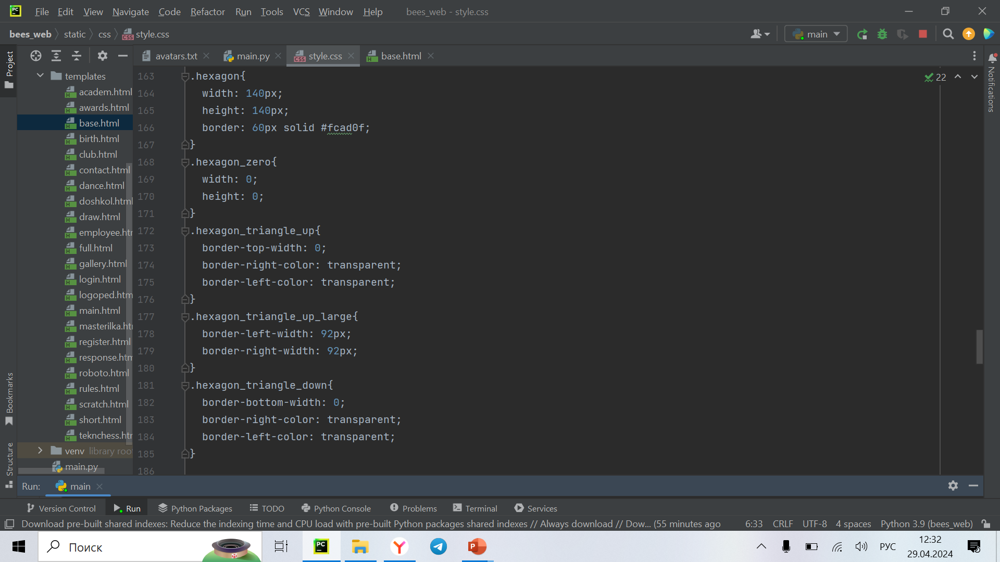 PC File Edit View Navigate Code Refactor Run Tools VCS Window Help bees_web - style.css
bees_web static css style.css main
Project
avatars.txt main.py style.css base.html
Notifications
templates
academ.html
awards.html
base.html
birth.html
club.html
contact.html
dance.html
doshkol.html
draw.html
employee.htm
full.html
gallery.html
login.html
logoped.htm
main.html
masterilka.htm
register.html
response.htm
roboto.html
rules.html
scratch.html
short.html
teknchess.htm
venv library roo
main.py
163 .hexagon{
164 width: 140px;
165 height: 140px;
166 border: 60px solid #fcad0f;
167 }
168 .hexagon_zero{
169 width: 0;
170 height: 0;
171 }
172 .hexagon_triangle_up{
173 border-top-width: 0;
174 border-right-color: transparent;
175 border-left-color: transparent;
176 }
177 .hexagon_triangle_up_large{
178 border-left-width: 92px;
179 border-right-width: 92px;
180 }
181 .hexagon_triangle_down{
182 border-bottom-width: 0;
183 border-right-color: transparent;
184 border-left-color: transparent;
185 }
186
22
Bookmarks
Structure
Run: main
Version Control Run Python Packages TODO Python Console Problems Terminal Services
Download pre-built shared indexes: Reduce the indexing time and CPU load with pre-built Python packages shared indexes // Always download // Dow... (55 minutes ago 6:33 CRLF UTF-8 4 spaces Python 3.9 (bees_web)
Поиск
РУС
12:32
29.04.2024